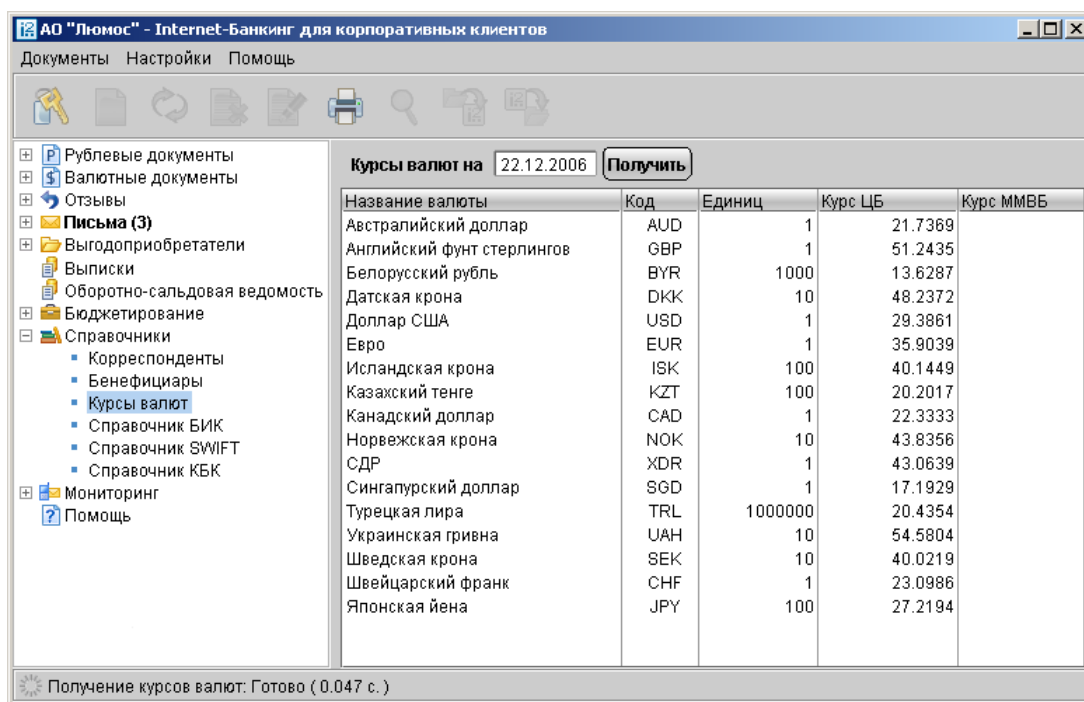 АО "Люмос" - Internet-Банкинг для корпоративных клиентов
Документы Настройки Помощь
Рублевые документы
Валютные документы
Отзывы
Письма (3)
Выгодоприобретатели
Выписки
Оборотно-сальдовая ведомость
Бюджетирование
Справочники
Корреспонденты
Бенефициары
Курсы валют
Справочник БИК
Справочник SWIFT
Справочник КБК
Мониторинг
Помощь
Курсы валют на 22.12.2006 Получить
Название валюты Код Единиц Курс ЦБ Курс ММВБ
Австралийский доллар AUD 1 21.7369
Английский фунт стерлингов GBP 1 51.2435
Белорусский рубль BYR 1000 13.6287
Датская крона DKK 10 48.2372
Доллар США USD 1 29.3861
Евро EUR 1 35.9039
Исландская крона ISK 100 40.1449
Казахский тенге KZT 100 20.2017
Канадский доллар CAD 1 22.3333
Норвежская крона NOK 10 43.8356
СДР XDR 1 43.0639
Сингапурский доллар SGD 1 17.1929
Турецкая лира TRL 1000000 20.4354
Украинская гривна UAH 10 54.5804
Шведская крона SEK 10 40.0219
Швейцарский франк CHF 1 23.0986
Японская йена JPY 100 27.2194
Получение курсов валют: Готово ( 0.047 с. )